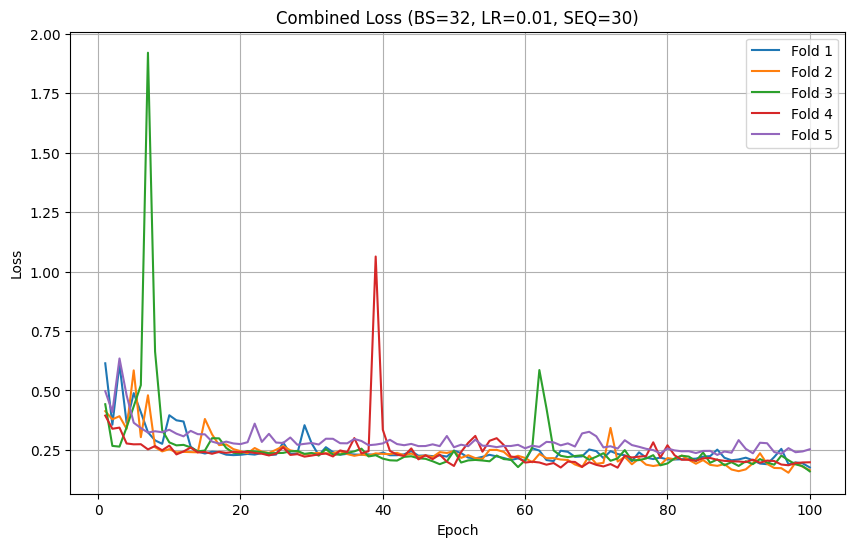 Combined Loss (BS=32, LR=0.01, SEQ=30)
2.00
1.75
1.50
1.25
1.00
0.75
0.50
0.25
Loss
Fold 1
Fold 2
Fold 3
Fold 4
Fold 5
0
20
40
60
80
100
Epoch